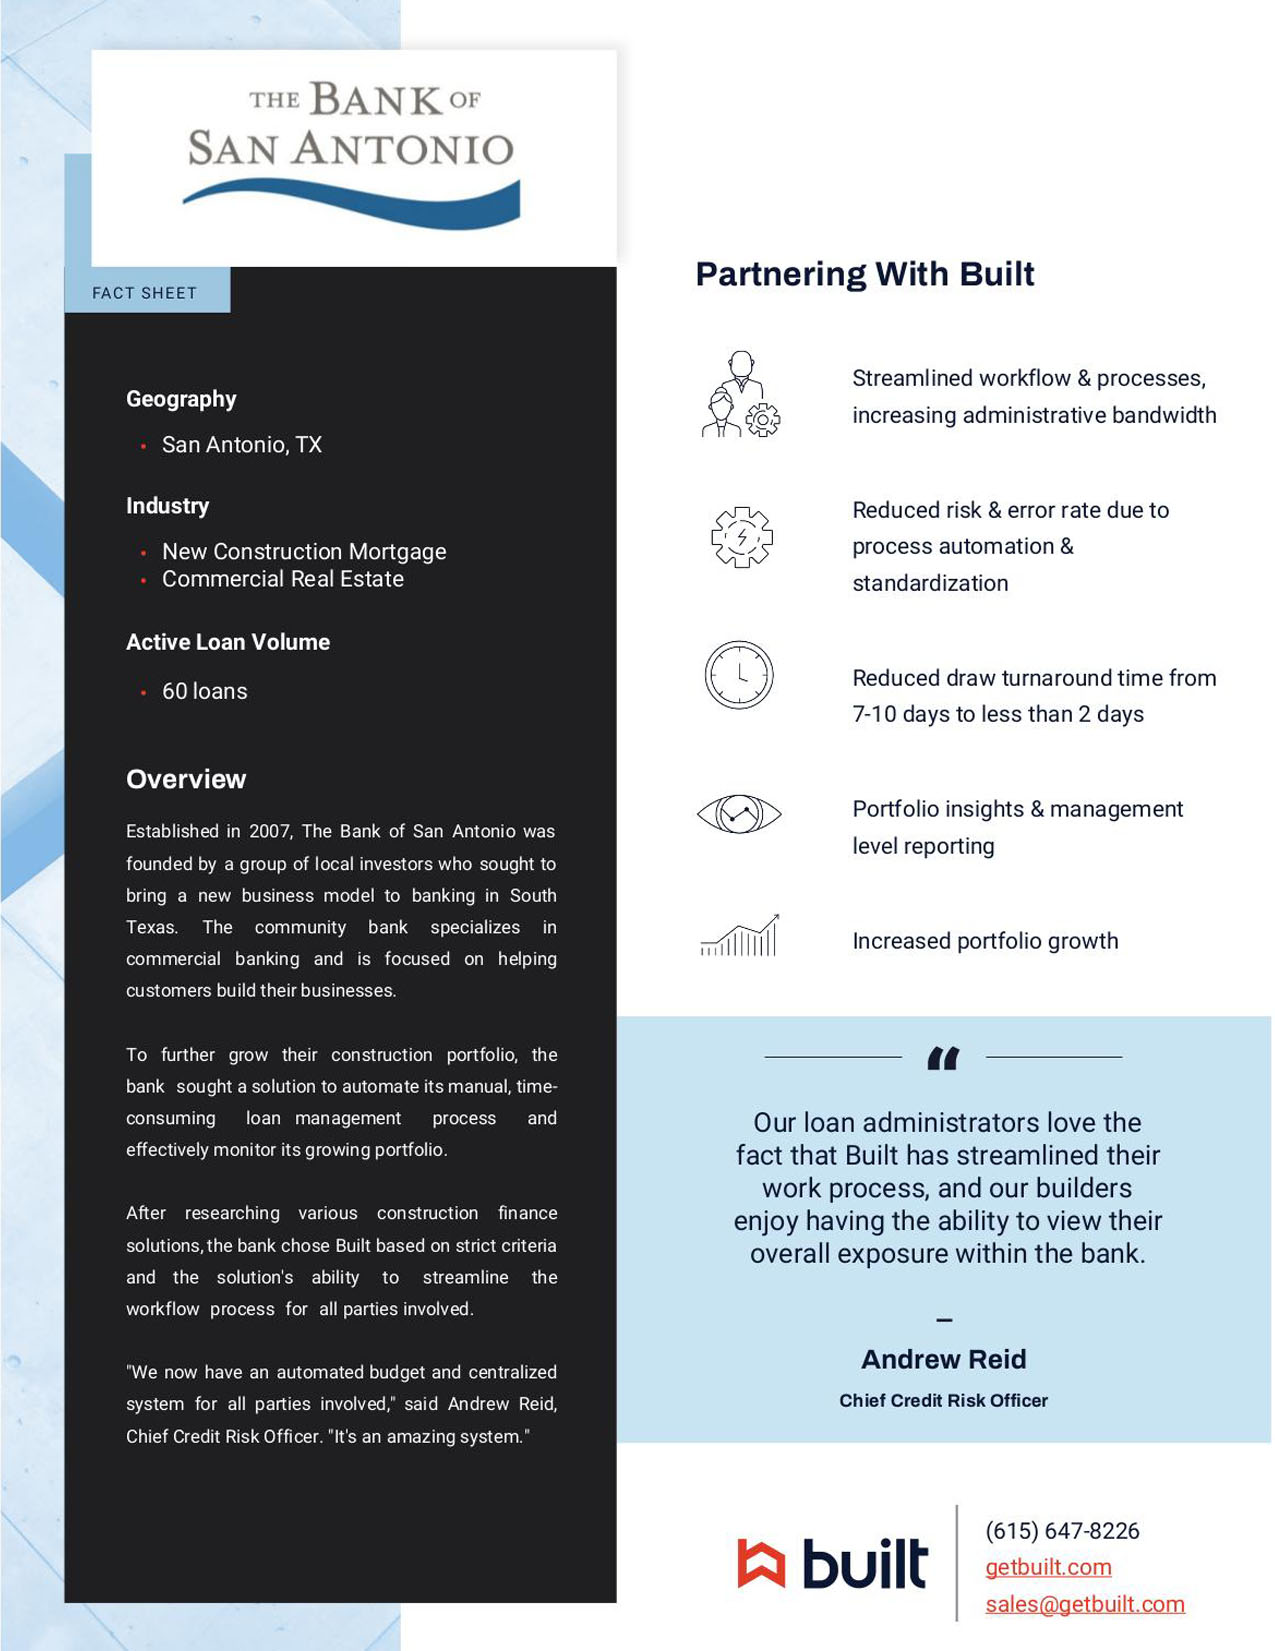 THE BANK OF
SAN ANTONIO
FACT SHEET
Geography
• San Antonio, TX
Industry
• New Construction Mortgage
• Commercial Real Estate
Active Loan Volume
• 60 loans
Overview
Established in 2007, The Bank of San Antonio was
founded by a group of local investors who sought to
bring a new business model to banking in South
Texas. The community bank specializes in
commercial banking and is focused on helping
customers build their businesses.
To further grow their construction portfolio, the
bank sought a solution to automate its manual, time-
consuming loan management process and
effectively monitor its growing portfolio.
After researching various construction finance
solutions, the bank chose Built based on strict criteria
and the solution's ability to streamline the
workflow process for all parties involved.
"We now have an automated budget and centralized
system for all parties involved," said Andrew Reid,
Chief Credit Risk Officer. "It's an amazing system."
Partnering With Built
Streamlined workflow & processes,
increasing administrative bandwidth
Reduced risk & error rate due to
process automation &
standardization
Reduced draw turnaround time from
7-10 days to less than 2 days
Portfolio insights & management
level reporting
Increased portfolio growth
“
Our loan administrators love the
fact that Built has streamlined their
work process, and our builders
enjoy having the ability to view their
overall exposure within the bank.
–
Andrew Reid
Chief Credit Risk Officer
built
(615) 647-8226
getbuilt.com
sales@getbuilt.com